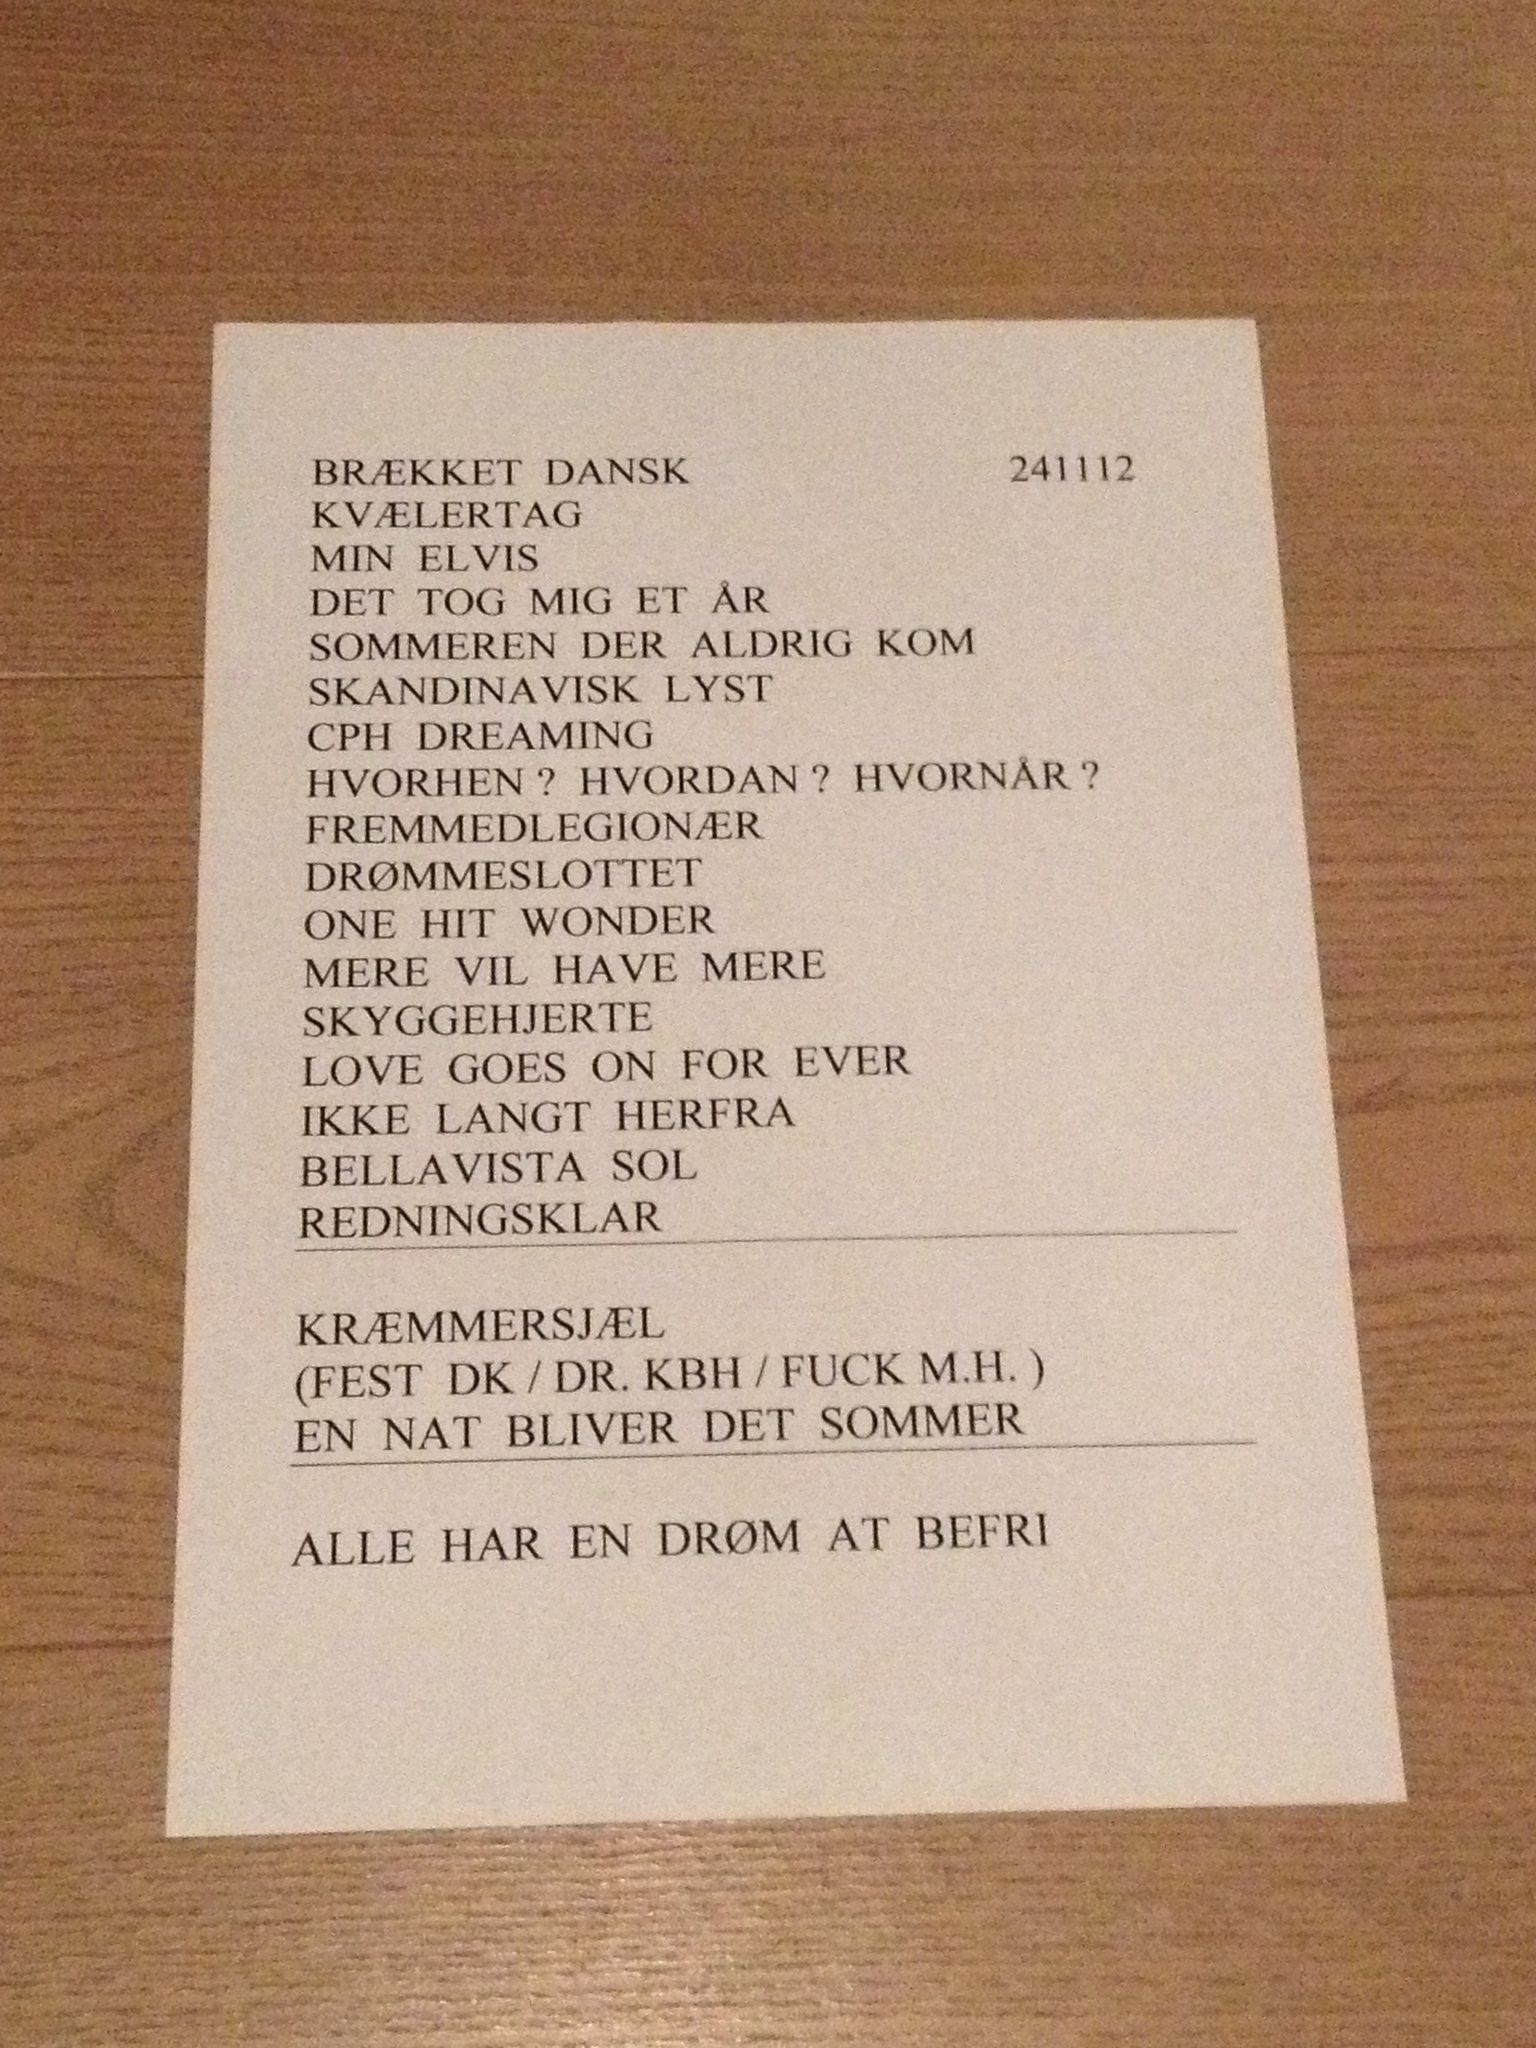 BRÆKKET DANSK 241112
KVÆLERTAG
MIN ELVIS
DET TOG MIG ET ÅR
SOMMEREN DER ALDRIG KOM
SKANDINAVISK LYST
CPH DREAMING
HVORHEN ? HVORDAN ? HVORNÅR ?
FREMMEDLEGIONÆR
DRØMMESLOTTET
ONE HIT WONDER
MERE VIL HAVE MERE
SKYGGEHJERTE
LOVE GOES ON FOR EVER
IKKE LANGT HERFRA
BELLAVISTA SOL
REDNINGSKLAR
KRÆMMERSJÆL
(FEST DK / DR. KBH / FUCK M.H. )
EN NAT BLIVER DET SOMMER
ALLE HAR EN DRØM AT BEFRI